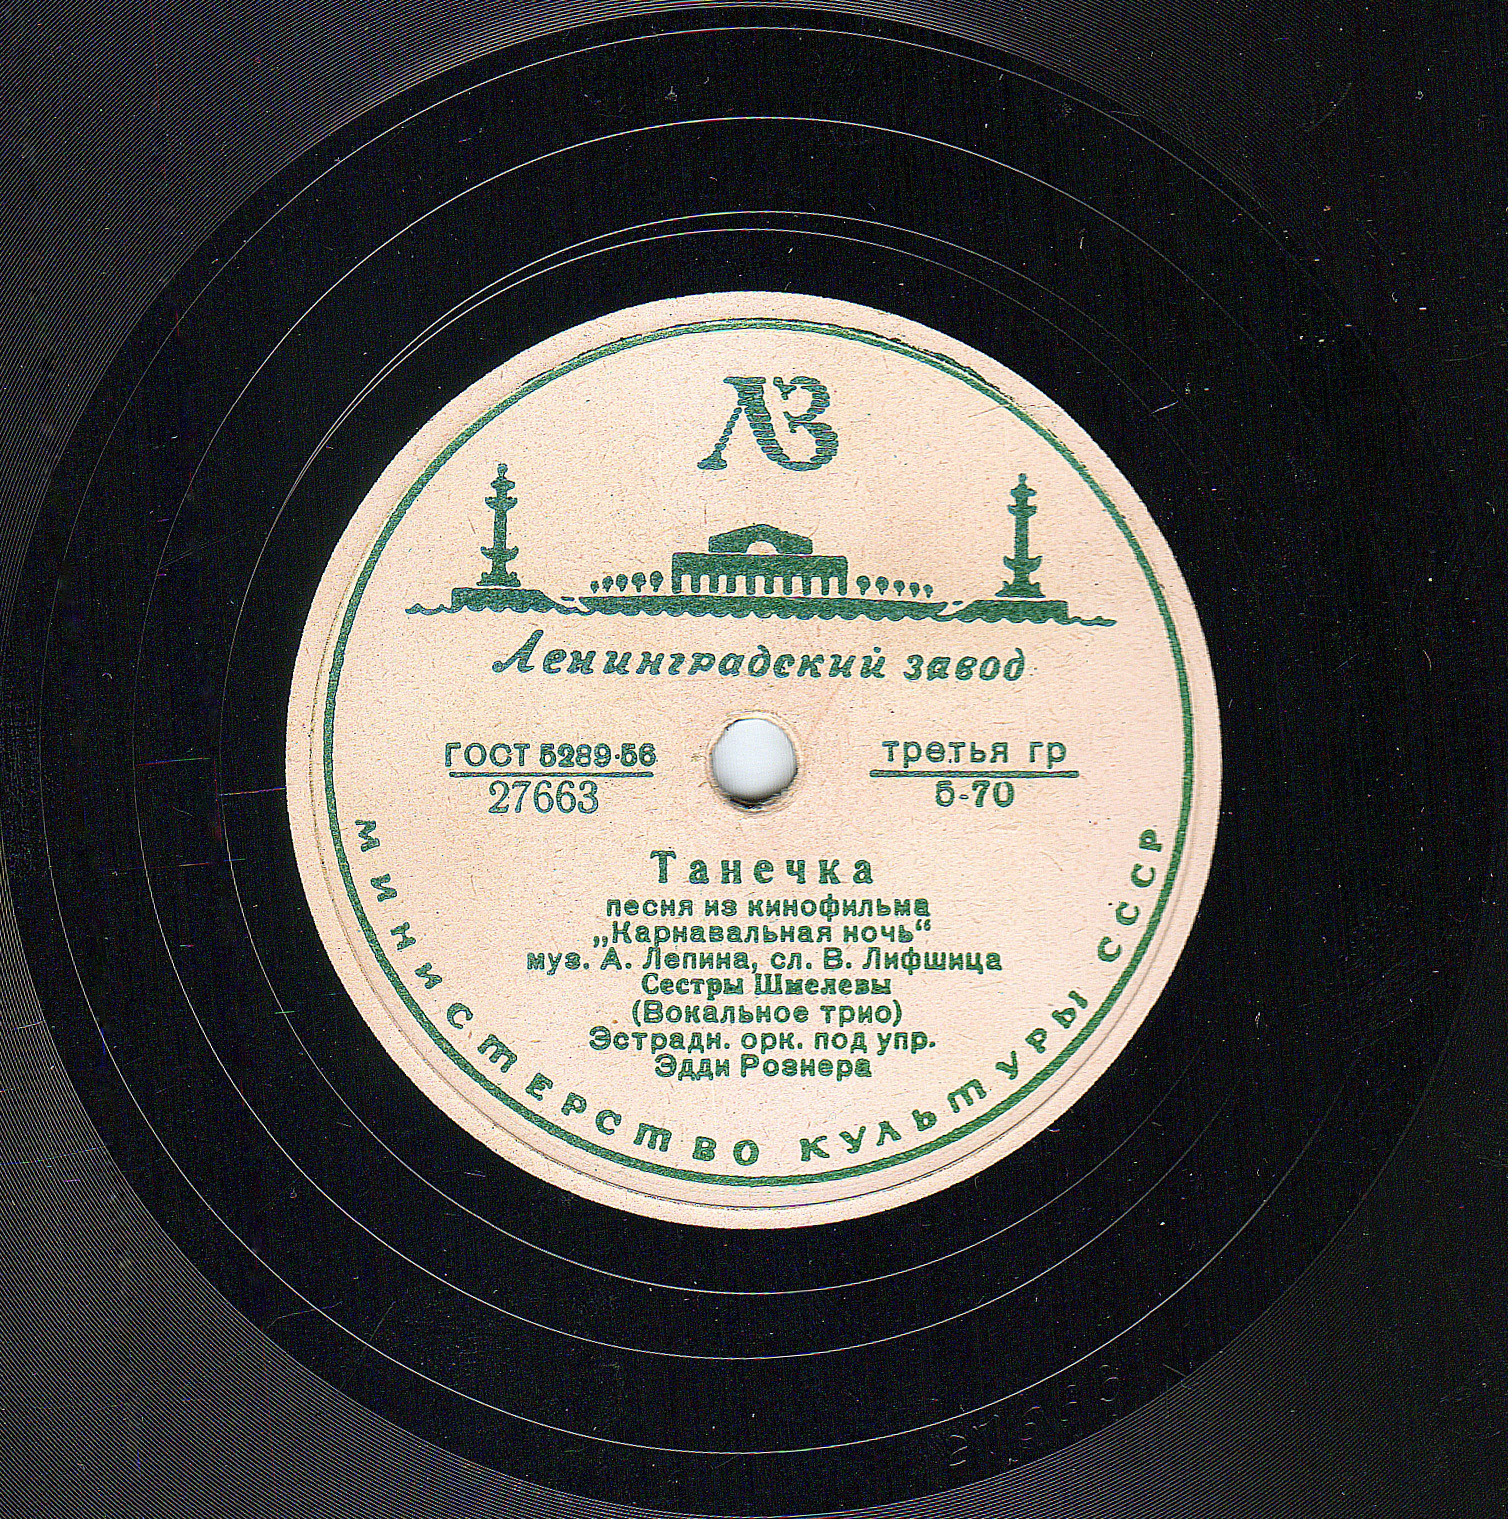 ЛЗ
Ленинградский завод
ГОСТ 5289-56
27663
третья гр
5-70
Танечка
песня из кинофильма
„Карнавальная ночь“
муз. А. Лепина, сл. В. Лифшица
Сестры Шмелевы
(Вокальное трио)
Эстрадн. орк. под упр.
Эдди Рознера
МИНИСТЕРСТВО КУЛЬТУРЫ СССР